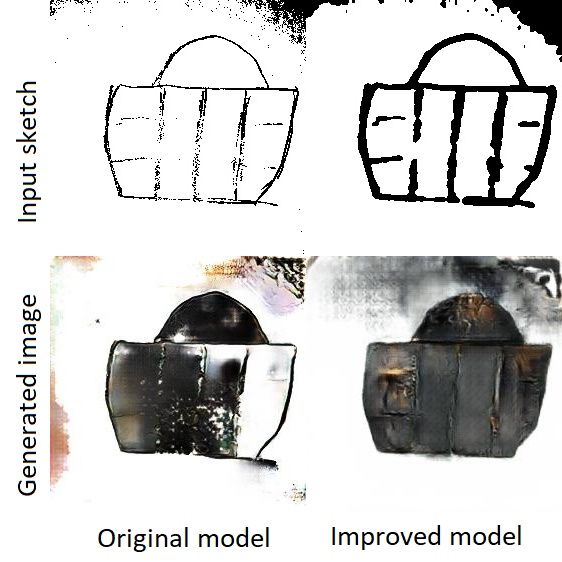 Input sketch
Generated image
Original model
Improved model